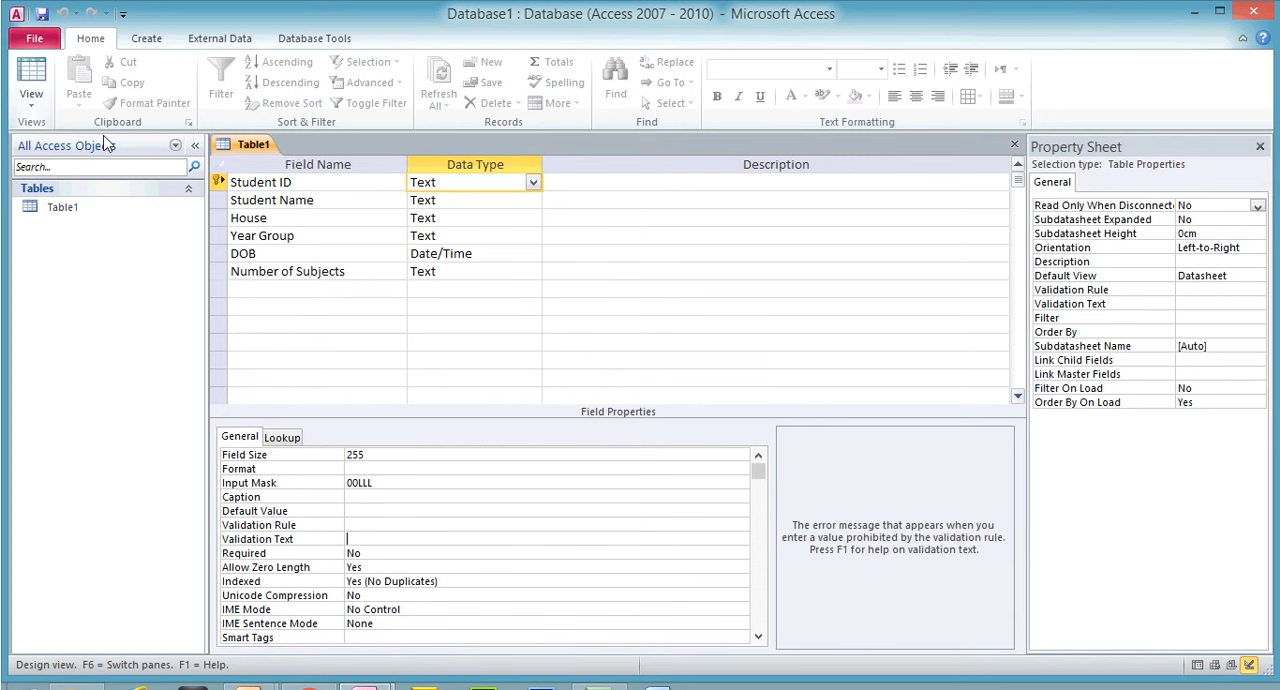 Database1 : Database (Access 2007 - 2010) - Microsoft Access
File Home Create External Data Database Tools
View
Views
Paste
Cut
Copy
Format Painter
Clipboard
Filter
Ascending
Descending
Remove Sort
Selection
Advanced
Toggle Filter
Sort & Filter
Refresh All
New
Save
Delete
Totals
Spelling
More
Records
Find
Replace
Go To
Select
Find
B I U A ab
Text Formatting
All Access Objects
Search...
Tables
Table1
Table1
Field Name Data Type Description
Student ID Text
Student Name Text
House Text
Year Group Text
DOB Date/Time
Number of Subjects Text
Field Properties
General Lookup
Field Size 255
Format
Input Mask 00LLL
Caption
Default Value
Validation Rule
Validation Text
Required No
Allow Zero Length Yes
Indexed Yes (No Duplicates)
Unicode Compression No
IME Mode No Control
IME Sentence Mode None
Smart Tags
The error message that appears when you
enter a value prohibited by the validation rule.
Press F1 for help on validation text.
Property Sheet
Selection type: Table Properties
General
Read Only When Disconnect No
Subdatasheet Expanded No
Subdatasheet Height 0cm
Orientation Left-to-Right
Description
Default View Datasheet
Validation Rule
Validation Text
Filter
Order By
Subdatasheet Name [Auto]
Link Child Fields
Link Master Fields
Filter On Load No
Order By On Load Yes
Design view. F6 = Switch panes. F1 = Help.